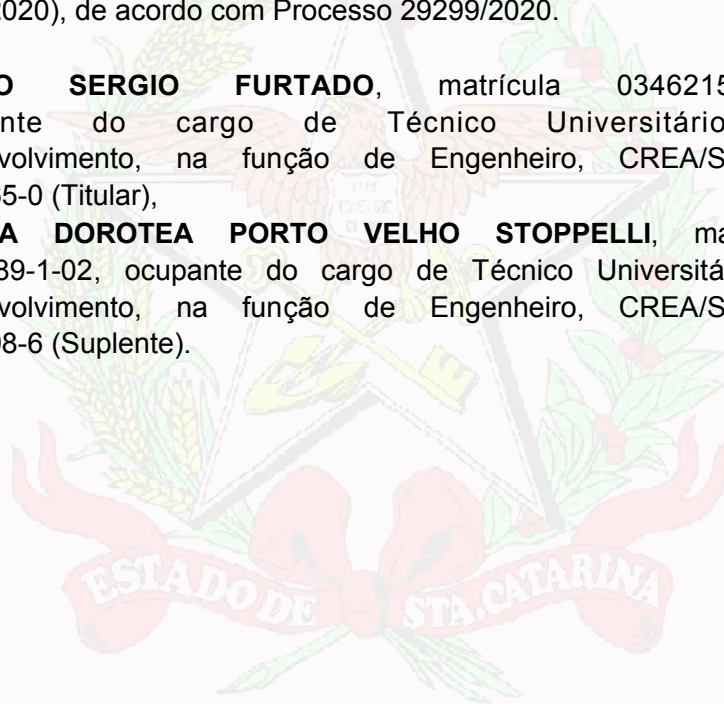 2020), de acordo com Processo 29299/2020.
O SERGIO FURTADO, matrícula 0346215
nte do cargo de Técnico Universitário
volvimento, na função de Engenheiro, CREA/S
65-0 (Titular),
A DOROTEA PORTO VELHO STOPPELLI, ma
39-1-02, ocupante do cargo de Técnico Universitá
volvimento, na função de Engenheiro, CREA/S
98-6 (Suplente).
ESTADO DE STA. CATARINA